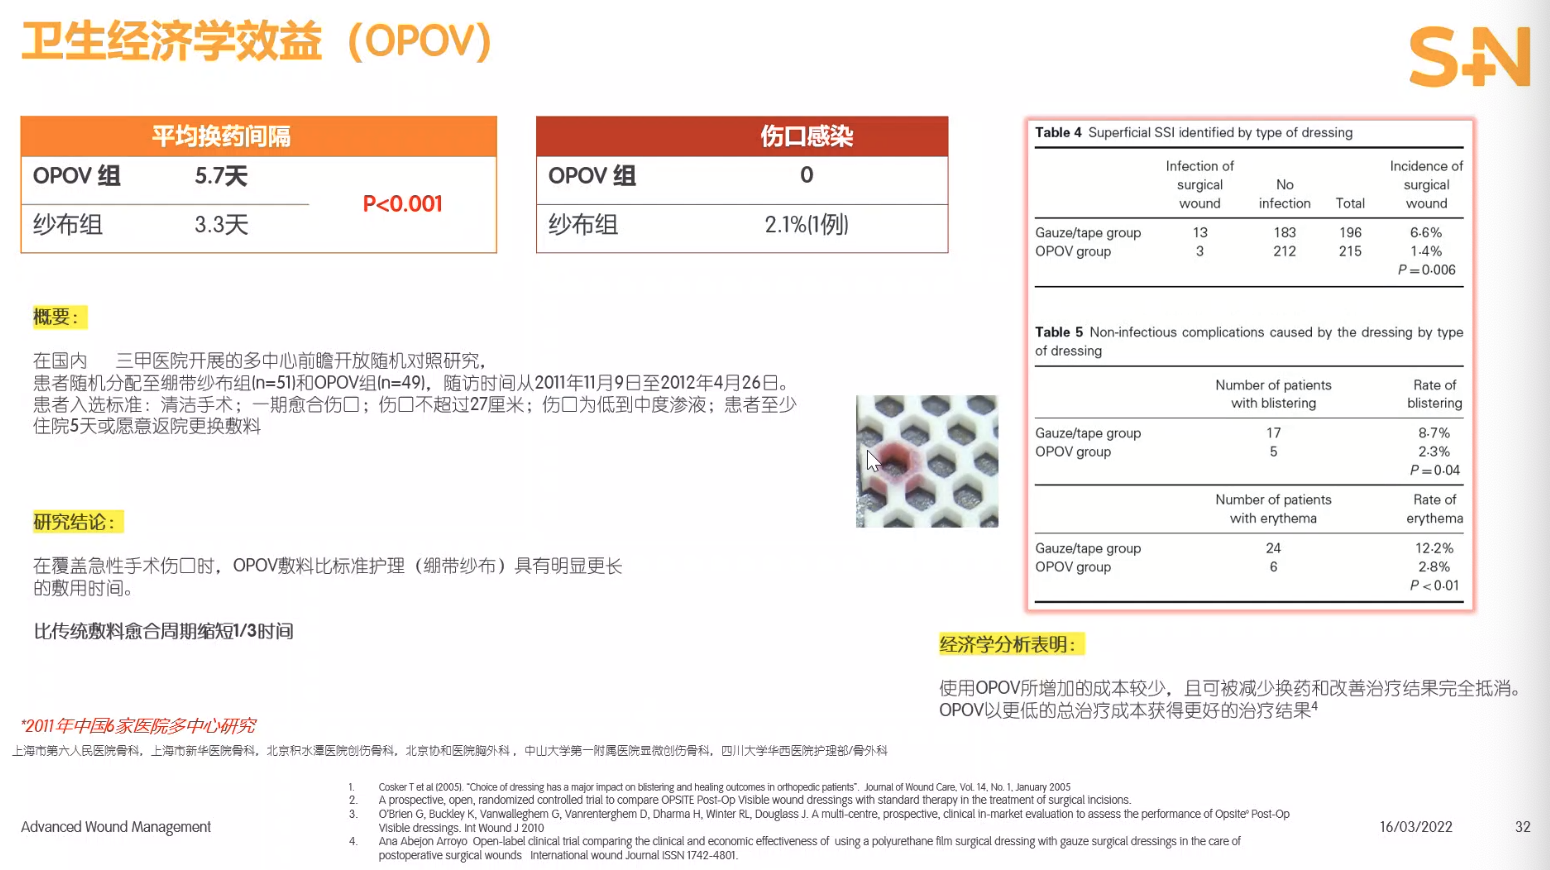 卫生经济学效益（OPOV）
S+N
平均换药间隔
OPOV 组 5.7天
P<0.001
纱布组 3.3天
伤口感染
OPOV 组 0
纱布组 2.1%(1例)
概要：
在国内 三甲医院开展的多中心前瞻开放随机对照研究，
患者随机分配至绷带纱布组(n=51)和OPOV组(n=49)，随访时间从2011年11月9日至2012年4月26日。
患者入选标准：清洁手术；一期愈合伤口；伤口不超过27厘米；伤口为低到中度渗液；患者至少
住院5天或愿意返院更换敷料
研究结论：
在覆盖急性手术伤口时，OPOV敷料比标准护理（绷带纱布）具有明显更长
的敷用时间。
比传统敷料愈合周期缩短1/3时间
*2011年中国6家医院多中心研究
上海市第六人民医院骨科，上海市新华医院骨科，北京积水潭医院创伤骨科，北京协和医院胸外科，中山大学第一附属医院显微创伤骨科，四川大学华西医院护理部/骨外科
Table 4 Superficial SSI identified by type of dressing
Infection of surgical wound No infection Total Incidence of surgical wound
Gauze/tape group 13 183 196 6·6%
OPOV group 3 212 215 1·4%
P = 0·006
Table 5 Non-infectious complications caused by the dressing by type
of dressing
Number of patients with blistering Rate of blistering
Gauze/tape group 17 8·7%
OPOV group 5 2·3%
P = 0·04
Number of patients with erythema Rate of erythema
Gauze/tape group 24 12·2%
OPOV group 6 2·8%
P < 0·01
经济学分析表明：
使用OPOV所增加的成本较少，且可被减少换药和改善治疗结果完全抵消。
OPOV以更低的总治疗成本获得更好的治疗结果4
1. Cosker T et al (2005). "Choice of dressing has a major impact on blistering and healing outcomes in orthopedic patients". Journal of Wound Care, Vol. 14, No. 1, January 2005
2. A prospective, open, randomized controlled trial to compare OPSITE Post-Op Visible wound dressings with standard therapy in the treatment of surgical incisions.
3. O'Brien G, Buckley K, Vanwalleghem G, Vanrenterghem D, Dharma H, Winter RL, Douglass J. A multi-centre, prospective, clinical in-market evaluation to assess the performance of Opsite® Post-Op
Visible dressings. Int Wound J 2010
4. Ana Abejon Arroyo Open-label clinical trial comparing the clinical and economic effectiveness of using a polyurethane film surgical dressing with gauze surgical dressings in the care of
postoperative surgical wounds International wound Journal ISSN 1742-4801.
Advanced Wound Management
16/03/2022
32